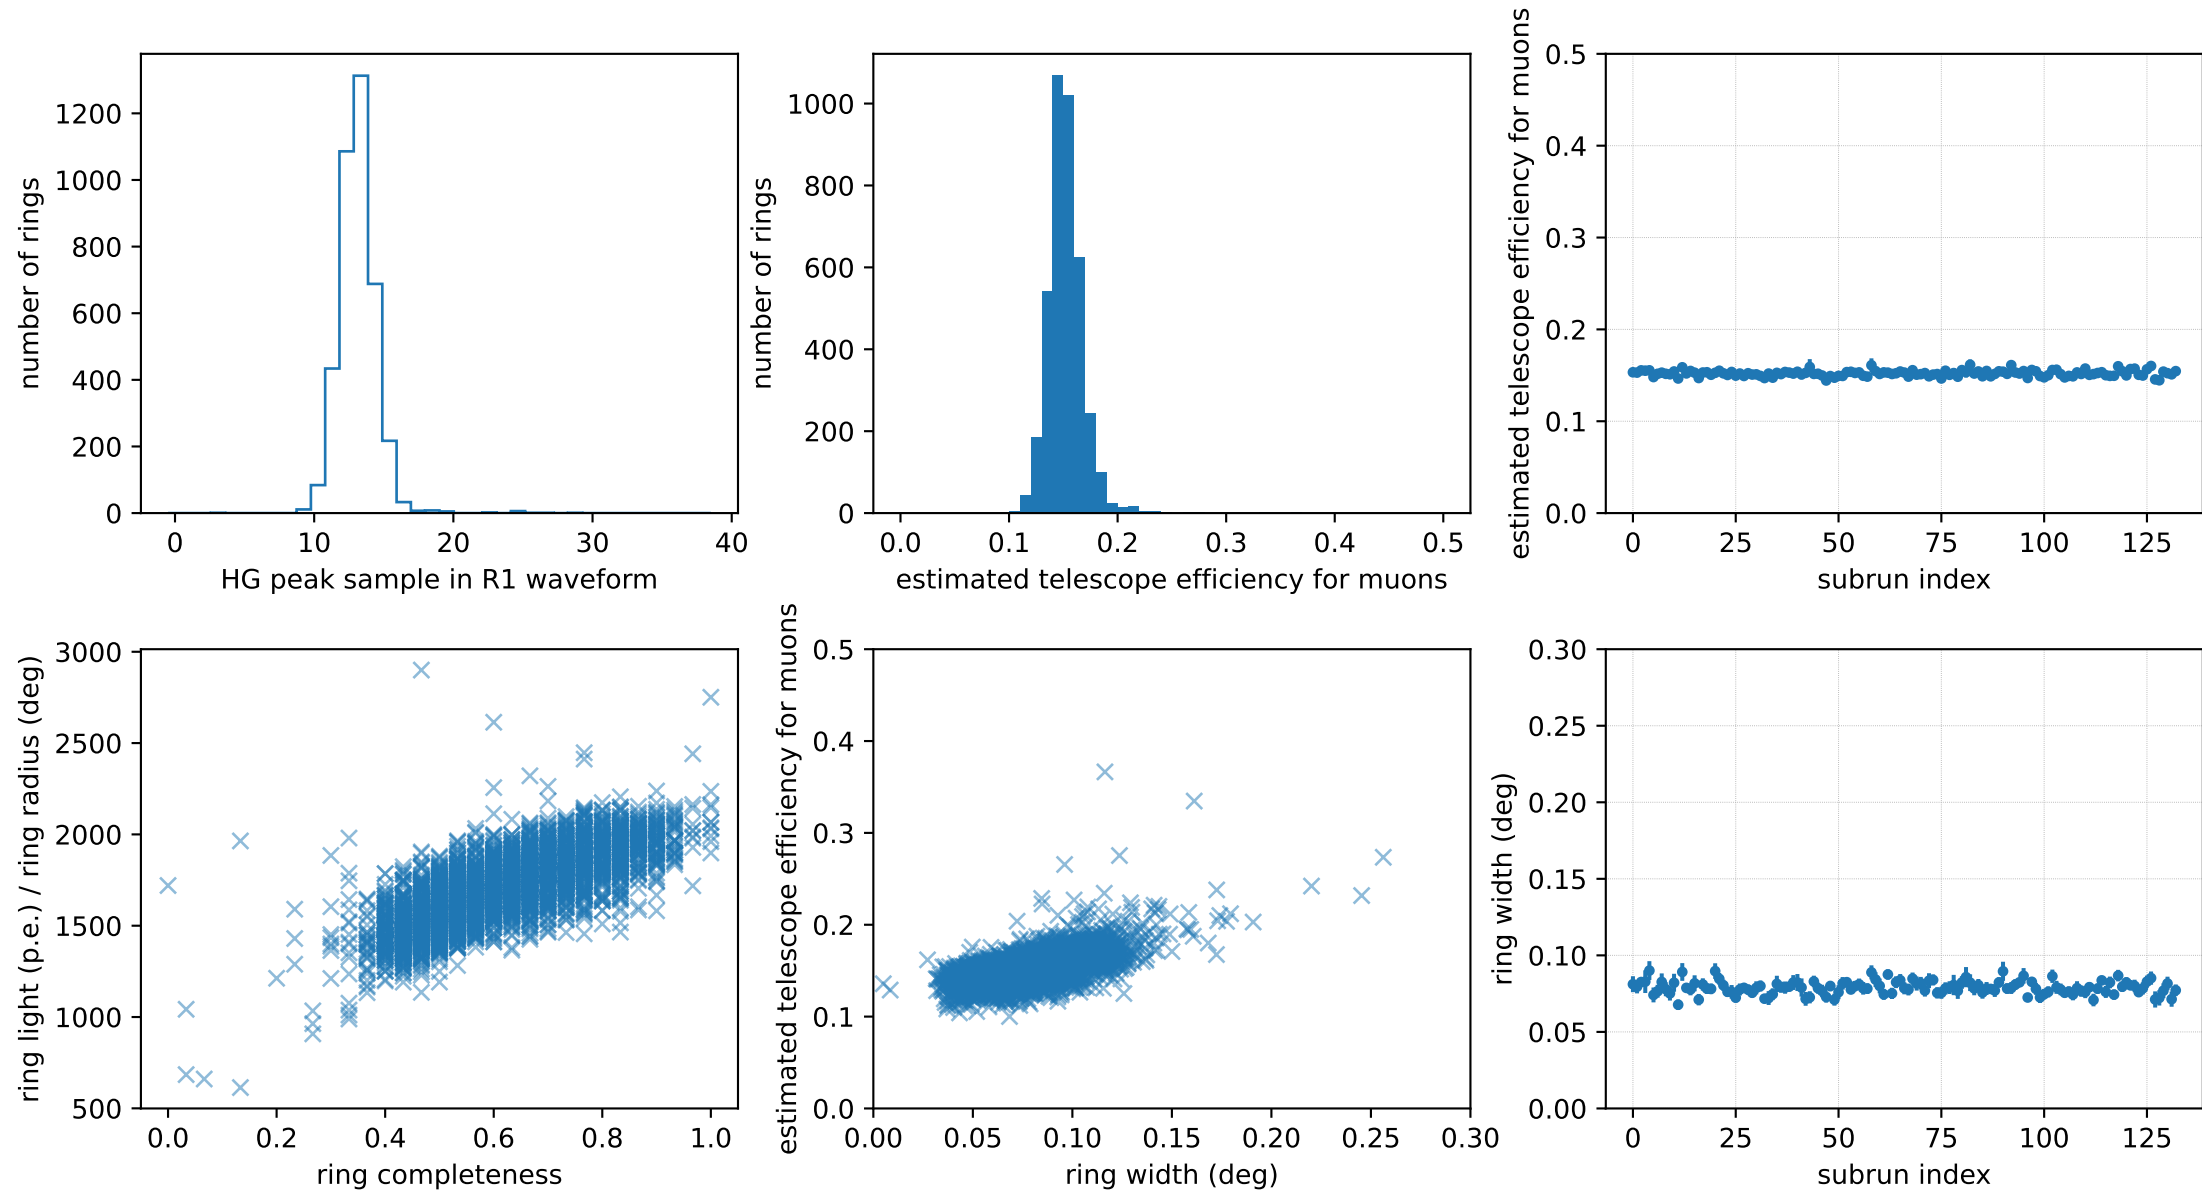 number of rings
1200
1000
800
600
400
200
0
0 10 20 30 40
HG peak sample in R1 waveform
number of rings
1000
800
600
400
200
0
0.0 0.1 0.2 0.3 0.4 0.5
estimated telescope efficiency for muons
estimated telescope efficiency for muons
0.5
0.4
0.3
0.2
0.1
0.0
0 25 50 75 100 125
subrun index
ring light (p.e.) / ring radius (deg)
3000
2500
2000
1500
1000
500
0.0 0.2 0.4 0.6 0.8 1.0
ring completeness
estimated telescope efficiency for muons
0.5
0.4
0.3
0.2
0.1
0.0
0.00 0.05 0.10 0.15 0.20 0.25 0.30
ring width (deg)
ring width (deg)
0.30
0.25
0.20
0.15
0.10
0.05
0.00
0 25 50 75 100 125
subrun index